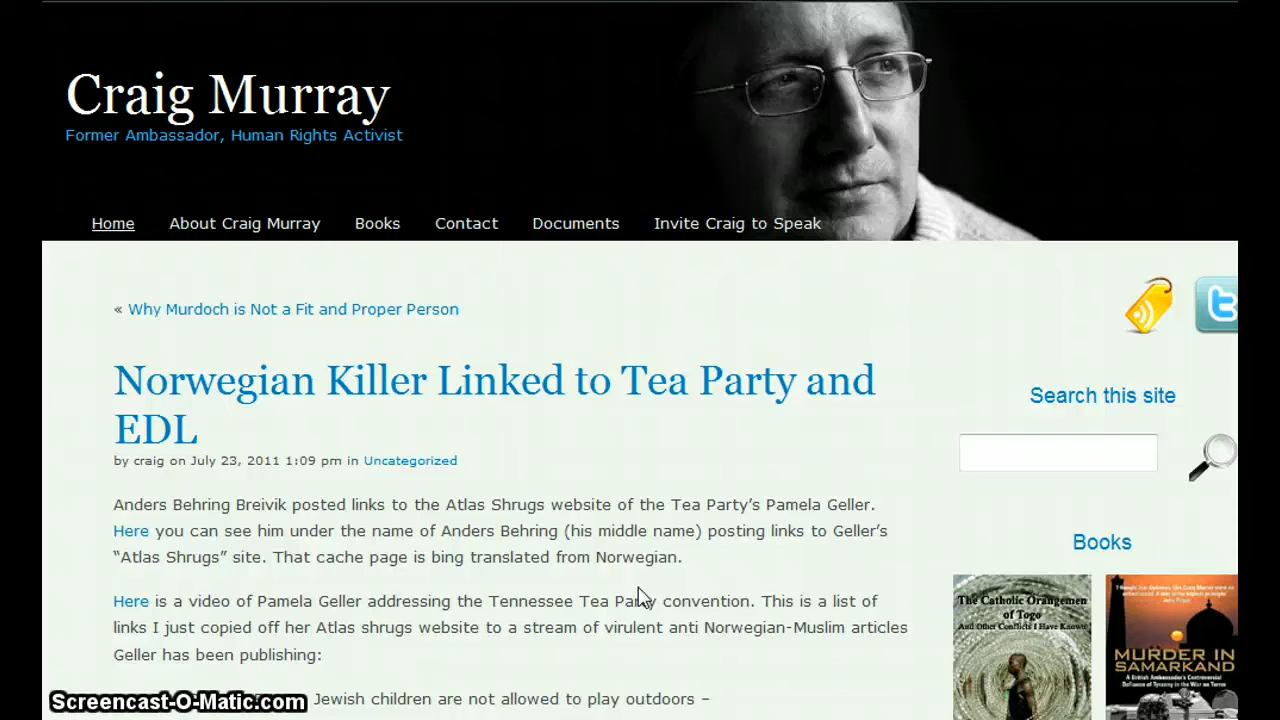 Craig Murray
Former Ambassador, Human Rights Activist
Home About Craig Murray Books Contact Documents Invite Craig to Speak
« Why Murdoch is Not a Fit and Proper Person
Norwegian Killer Linked to Tea Party and
EDL
by craig on July 23, 2011 1:09 pm in Uncategorized
Anders Behring Breivik posted links to the Atlas Shrugs website of the Tea Party’s Pamela Geller.
Here you can see him under the name of Anders Behring (his middle name) posting links to Geller’s
“Atlas Shrugs” site. That cache page is bing translated from Norwegian.
Here is a video of Pamela Geller addressing the Tennessee Tea Party convention. This is a list of
links I just copied off her Atlas shrugs website to a stream of virulent anti Norwegian-Muslim articles
Geller has been publishing:
Jewish children are not allowed to play outdoors –
Search this site
Books
The Catholic Orangemen
of Togo
And Other Conflicts I Have Known
MURDER IN
SAMARKAND
A British Ambassador's Controversial
Defiance of Tyranny in the War on Terror
Screencast-O-Matic.com